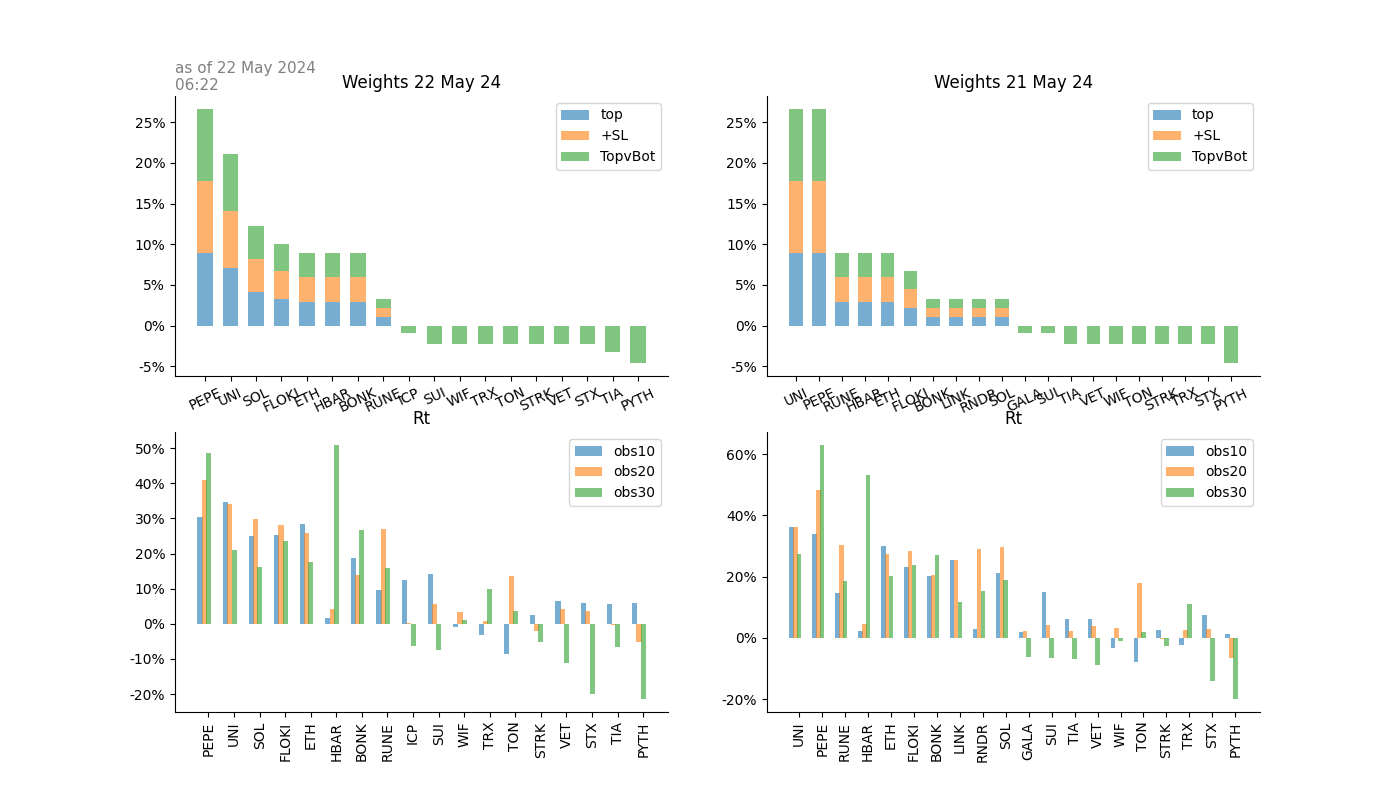 as of 22 May 2024
06:22
Weights 22 May 24
25%
20%
15%
10%
5%
0%
-5%
top
+SL
TopvBot
PEPE UNI SOL FLOKI ETH HBAR BONK RUNE ICP SUI WIF TRX TON STRK VET STX TIA PYTH
Weights 21 May 24
25%
20%
15%
10%
5%
0%
-5%
top
+SL
TopvBot
UNI PEPE RUNE HBAR ETH FLOKI BONK LINK RNDR SOL GALA SUI TIA VET WIF TON STRK TRX STX PYTH
Rt
50%
40%
30%
20%
10%
0%
-10%
-20%
obs10
obs20
obs30
PEPE UNI SOL FLOKI ETH HBAR BONK RUNE ICP SUI WIF TRX TON STRK VET STX TIA PYTH
Rt
60%
40%
20%
0%
-20%
obs10
obs20
obs30
UNI PEPE RUNE HBAR ETH FLOKI BONK LINK RNDR SOL GALA SUI TIA VET WIF TON STRK TRX STX PYTH